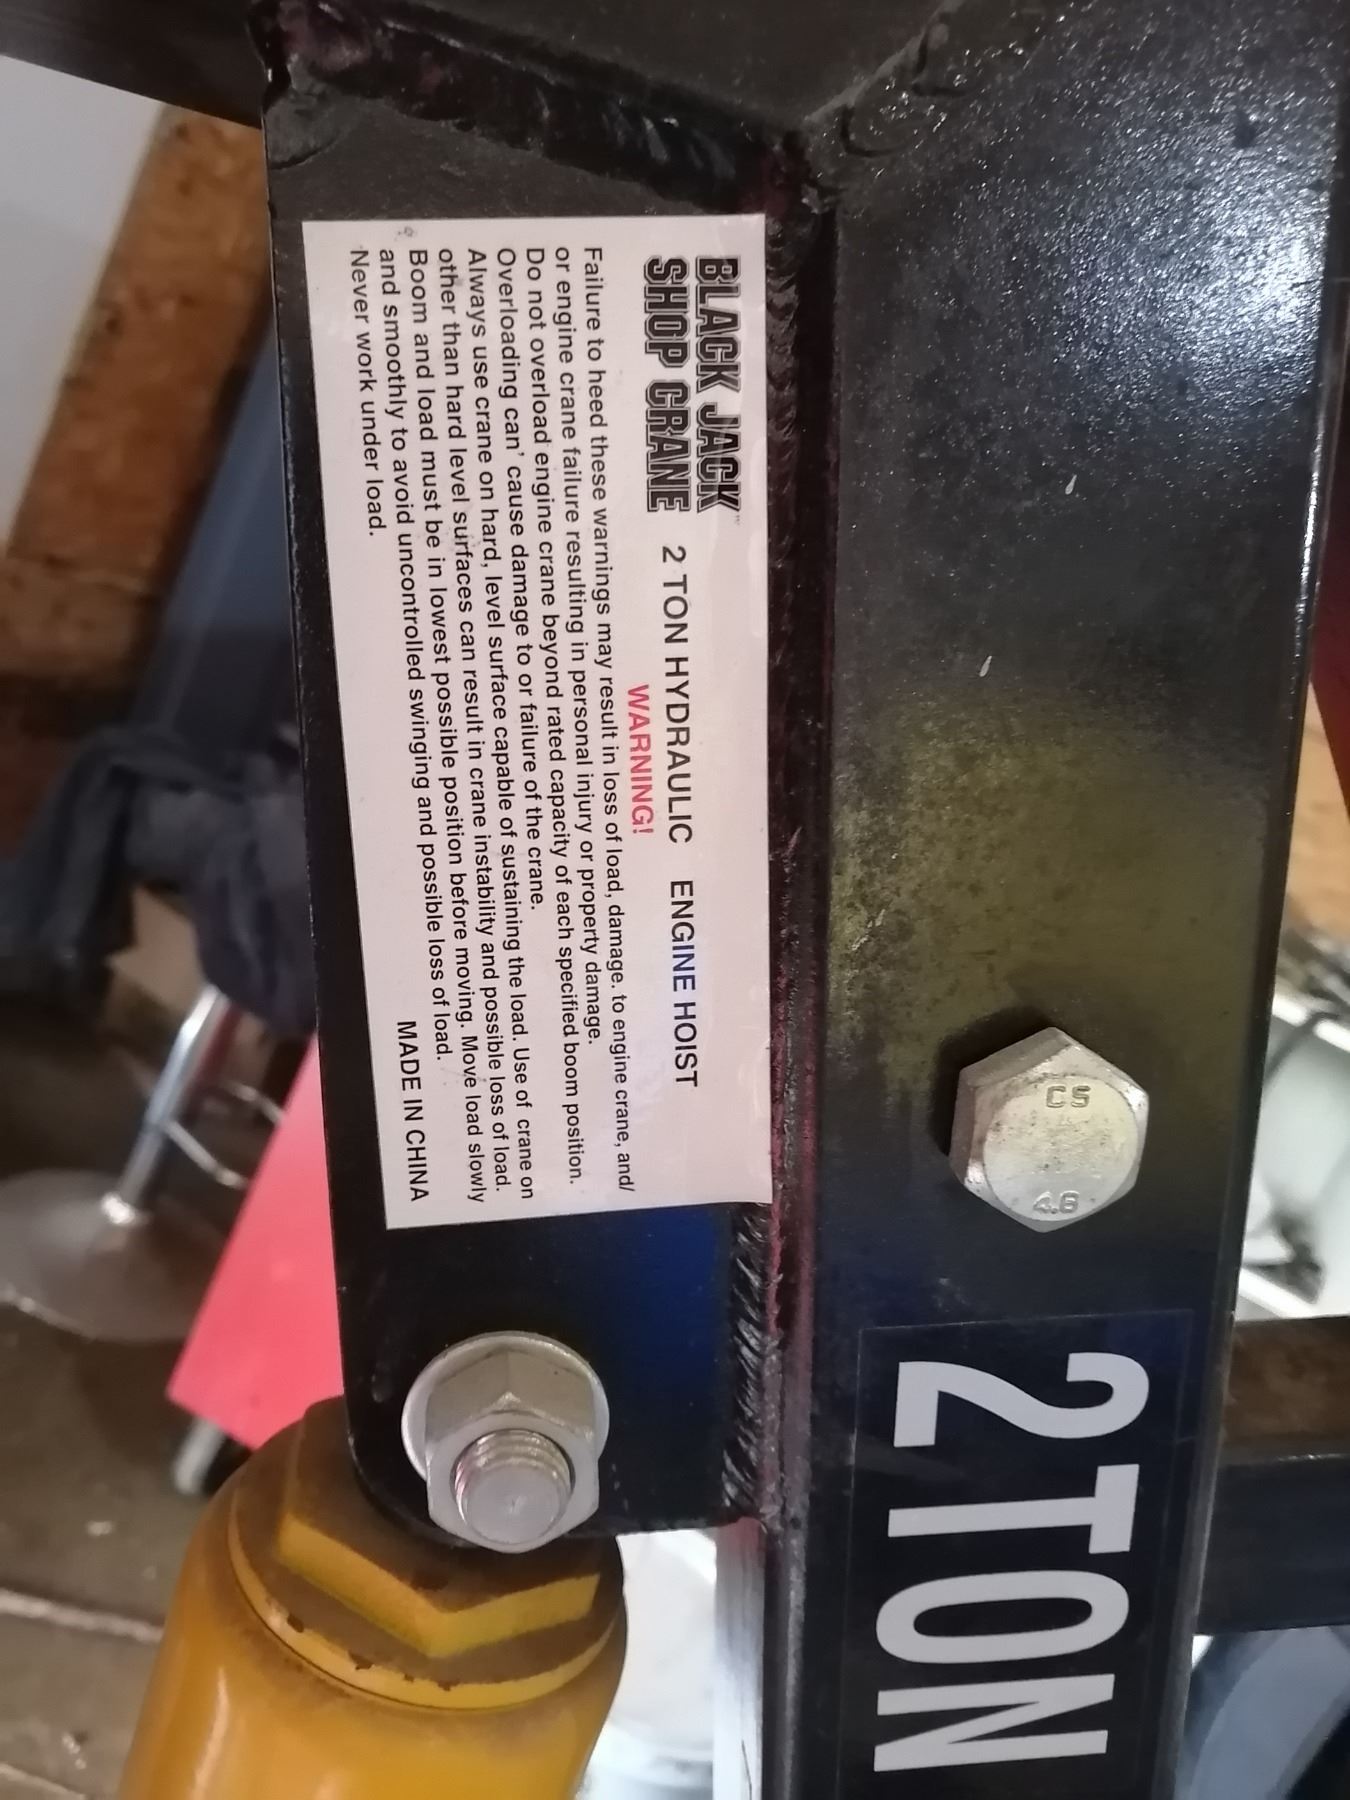 BLACK JACK™
SHOP CRANE 2 TON HYDRAULIC ENGINE HOIST
WARNING!
Failure to heed these warnings may result in loss of load, damage. to engine crane, and/
or engine crane failure resulting in personal injury or property damage.
Do not overload engine crane beyond rated capacity of each specified boom position.
Overloading can' cause damage to or failure of the crane.
Always use crane on hard, level surface capable of sustaining the load. Use of crane on
other than hard level surfaces can result in crane instability and possible loss of load.
Boom and load must be in lowest possible position before moving. Move load slowly
and smoothly to avoid uncontrolled swinging and possible loss of load.
Never work under load.
MADE IN CHINA
CS
4.8
2 TON